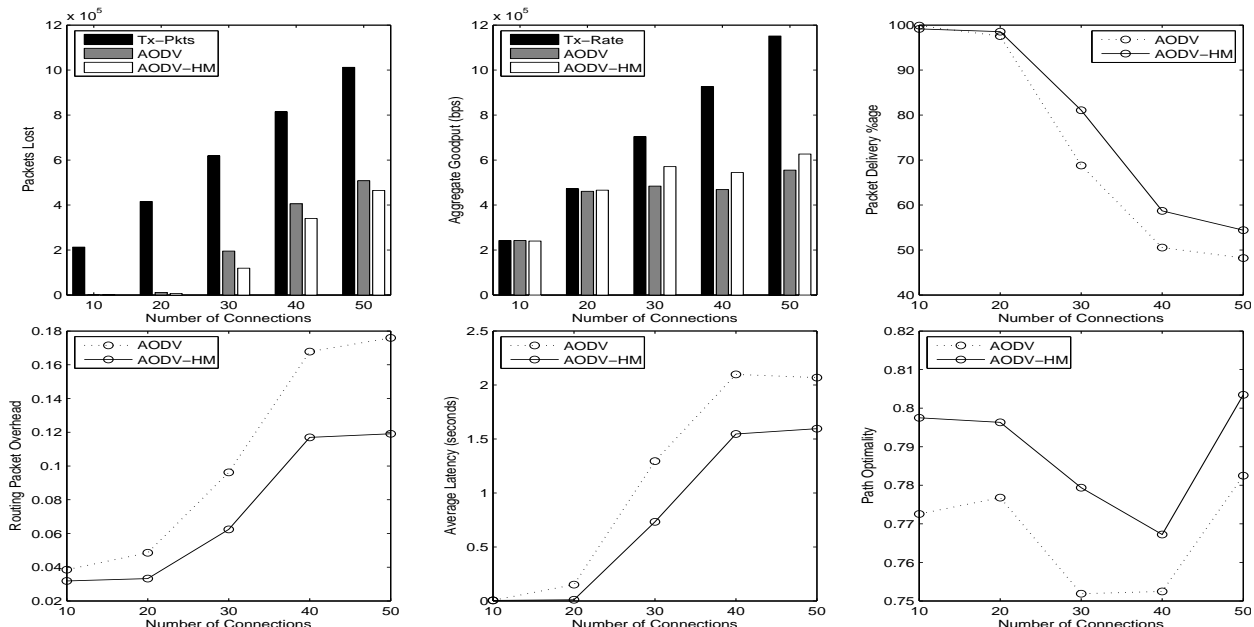 x 10^5
12
10
8
6
4
2
0
Packets Lost
Tx-Pkts
AODV
AODV-HM
10 20 30 40 50
Number of Connections
x 10^5
12
10
8
6
4
2
0
Aggregate Goodput (bps)
Tx-Rate
AODV
AODV-HM
10 20 30 40 50
Number of Connections
100
90
80
70
60
50
40
Packet Delivery %age
AODV
AODV-HM
10 20 30 40 50
Number of Connections
0.18
0.16
0.14
0.12
0.1
0.08
0.06
0.04
0.02
Routing Packet Overhead
AODV
AODV-HM
10 20 30 40 50
Number of Connections
2.5
2
1.5
1
0.5
0
Average Latency (seconds)
AODV
AODV-HM
10 20 30 40 50
Number of Connections
0.82
0.81
0.8
0.79
0.78
0.77
0.76
0.75
Path Optimality
AODV
AODV-HM
10 20 30 40 50
Number of Connections